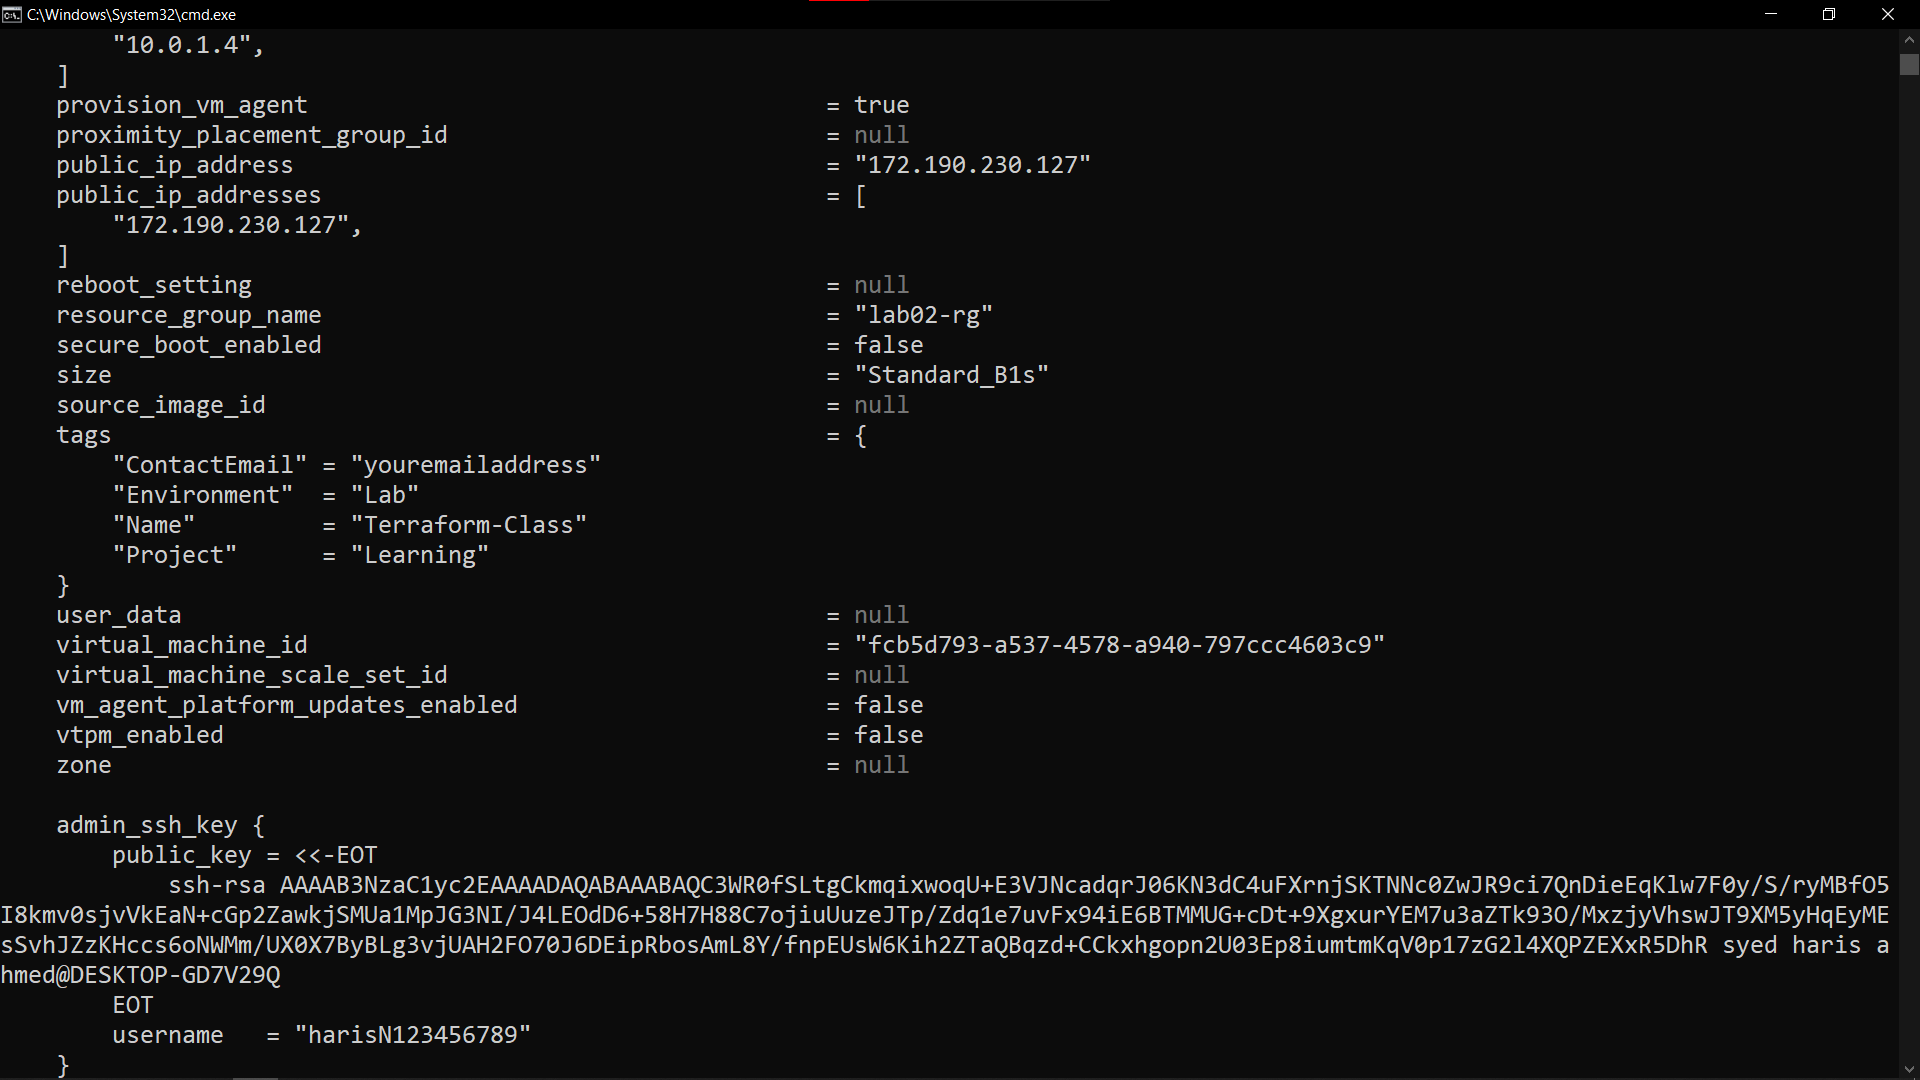 C:\Windows\System32\cmd.exe
"10.0.1.4",
]
provision_vm_agent = true
proximity_placement_group_id = null
public_ip_address = "172.190.230.127"
public_ip_addresses = [
"172.190.230.127",
]
reboot_setting = null
resource_group_name = "lab02-rg"
secure_boot_enabled = false
size = "Standard_B1s"
source_image_id = null
tags = {
"ContactEmail" = "youremailaddress"
"Environment" = "Lab"
"Name" = "Terraform-Class"
"Project" = "Learning"
}
user_data = null
virtual_machine_id = "fcb5d793-a537-4578-a940-797ccc4603c9"
virtual_machine_scale_set_id = null
vm_agent_platform_updates_enabled = false
vtpm_enabled = false
zone = null
admin_ssh_key {
public_key = <<-EOT
ssh-rsa AAAAB3NzaC1yc2EAAAADAQABAAABAQC3WR0fSLtgCkmqixwoqU+E3VJNcadqrJ06KN3dC4uFXrnjSKTNNc0ZwJR9ci7QnDieEqKlw7F0y/S/ryMBfO5
I8kmv0sjvVkEaN+cGp2ZawkjSMUa1MpJG3NI/J4LEOdD6+58H7H88C7ojiuUuzeJTp/Zdq1e7uvFx94iE6BTMMUG+cDt+9XgxurYEM7u3aZTk93O/MxzjyVhswJT9XM5yHqEyME
sSvhJZzKHccs6oNWMm/UX0X7ByBLg3vjUAH2FO70J6DEipRbosAmL8Y/fnpEUsW6Kih2ZTaQBqzd+CCkxhgopn2U03Ep8iumtmKqV0p17zG2l4XQPZEXxR5DhR syed haris a
hmed@DESKTOP-GD7V29Q
EOT
username = "harisN123456789"
}